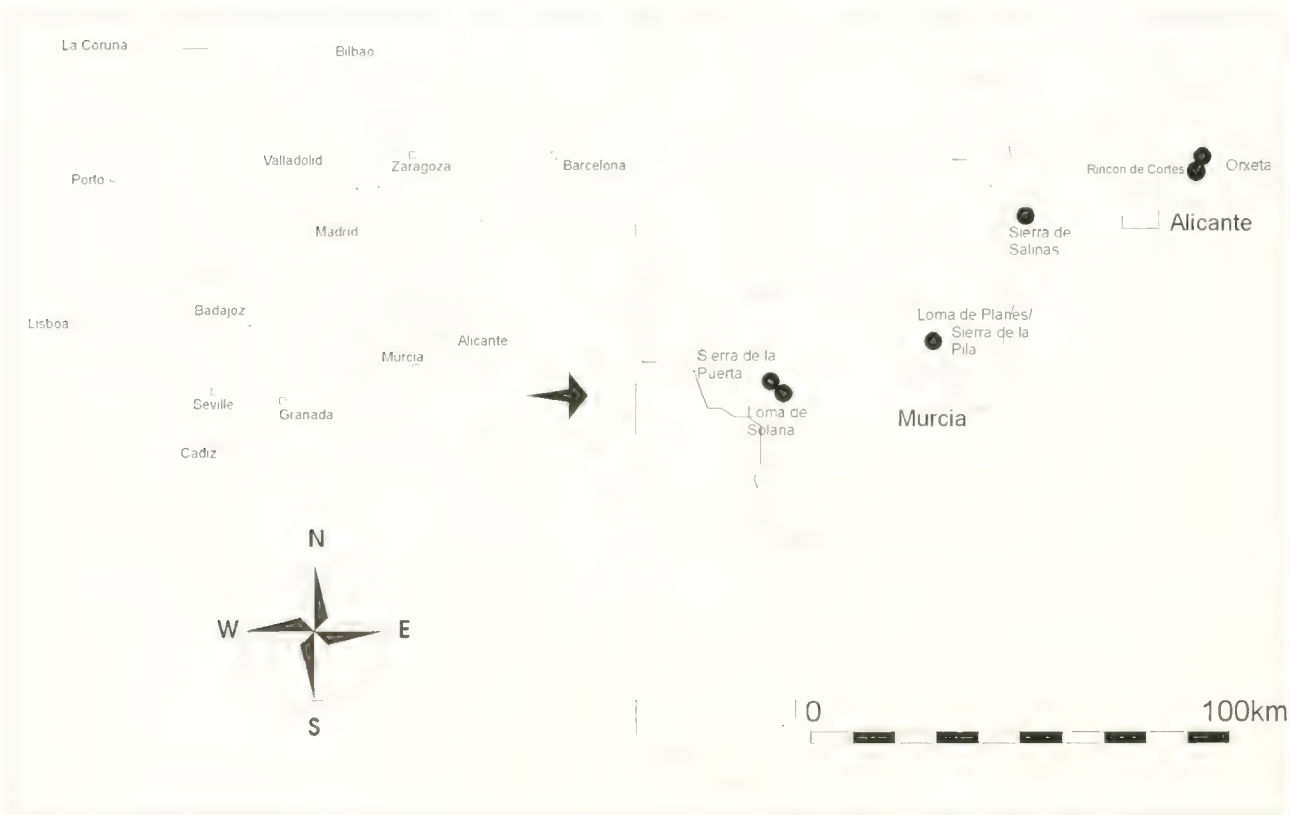 La Coruna
Bilbao
Valladolid
Zaragoza
Barcelona
Porto
Madrid
Badajoz
Lisboa
Alicante
Murcia
Seville
Granada
Cadiz
N
W
E
S
Rincon de Cortes
Orxeta
Sierra de
Salinas
Alicante
Loma de Planes/
Sierra de la
Pila
S erra de la
Puerta
Loma de
Solana
Murcia
0
100km